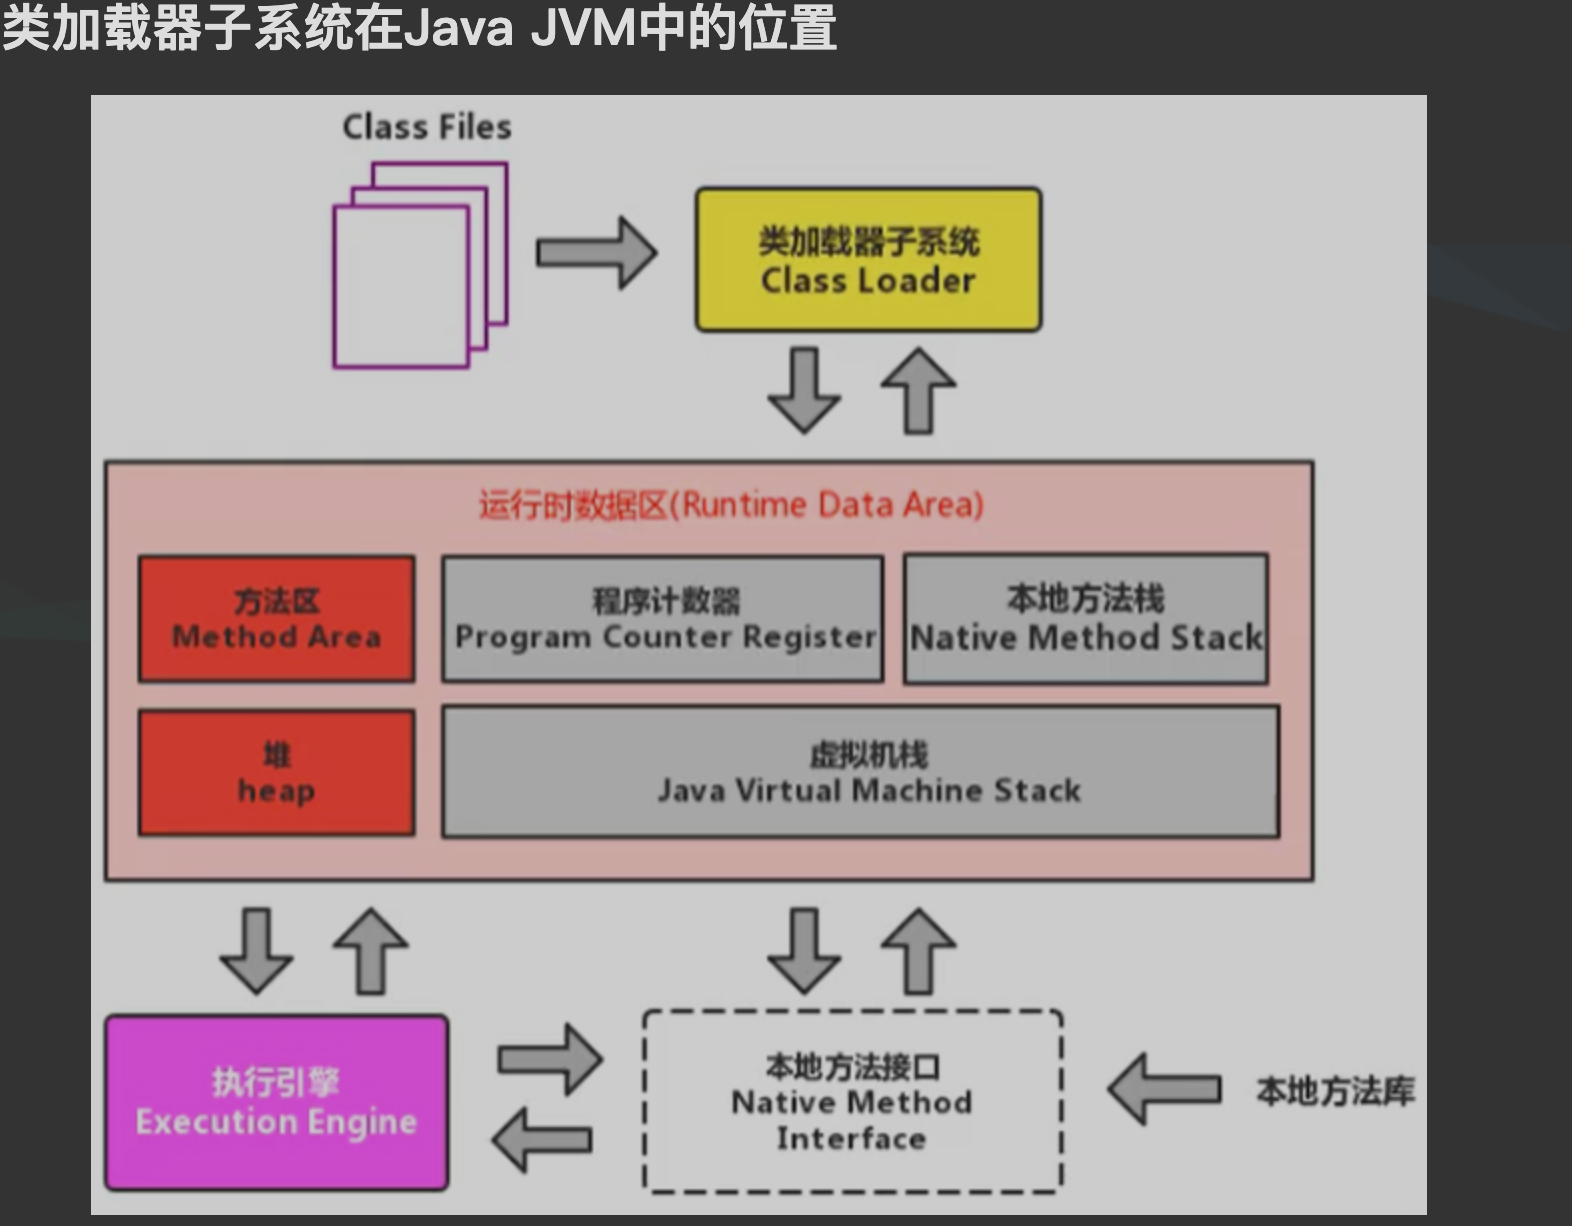 类加载器子系统在Java JVM中的位置
Class Files
类加载器子系统
Class Loader
运行时数据区(Runtime Data Area)
方法区
Method Area
程序计数器
Program Counter Register
本地方法栈
Native Method Stack
堆
heap
虚拟机栈
Java Virtual Machine Stack
执行引擎
Execution Engine
本地方法接口
Native Method
Interface
本地方法库